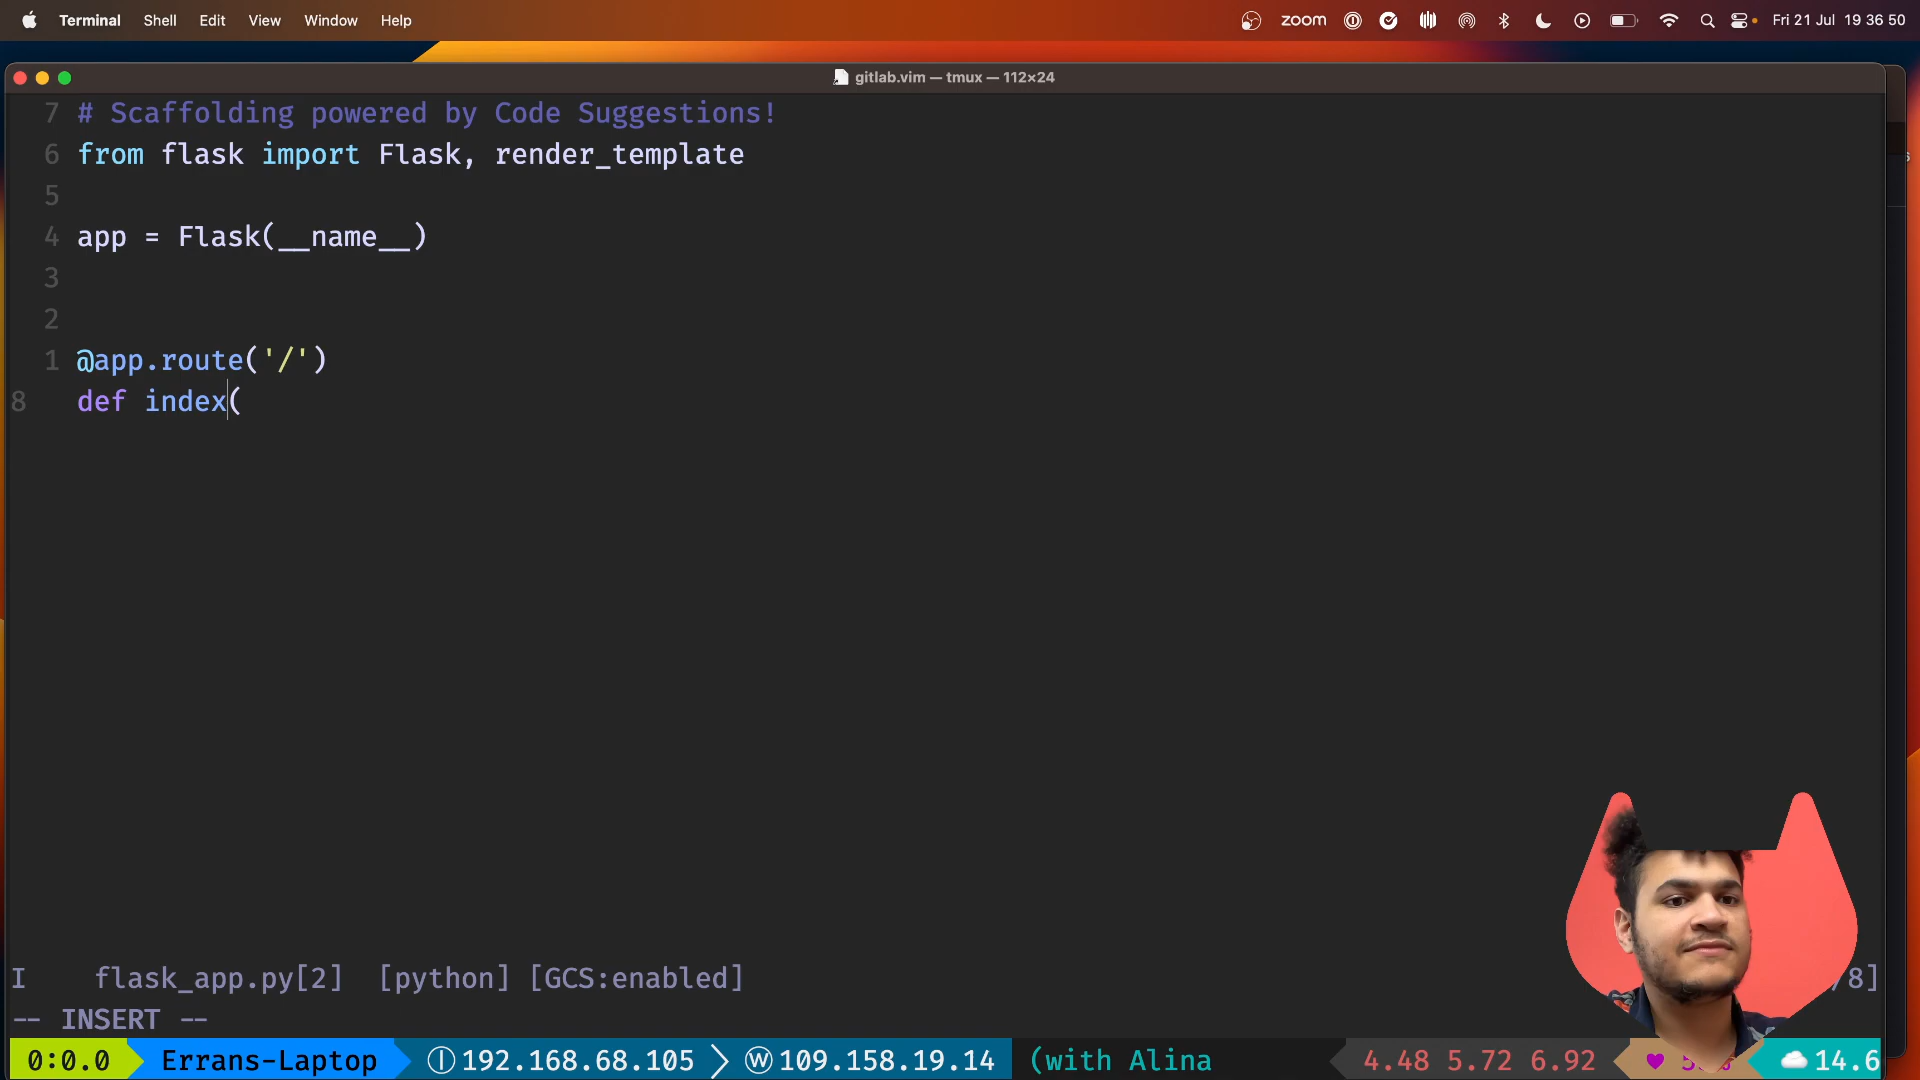 Terminal Shell Edit View Window Help zoom Fri 21 Jul 19 36 50
gitlab.vim — tmux — 112×24
7 # Scaffolding powered by Code Suggestions!
6 from flask import Flask, render_template
5
4 app = Flask(__name__)
3
2
1 @app.route('/')
8 def index(
I flask_app.py[2] [python] [GCS:enabled] /8]
-- INSERT --
0:0.0 Errans-Laptop Ⓘ 192.168.68.105 Ⓦ 109.158.19.14 (with Alina 4.48 5.72 6.92 14.6